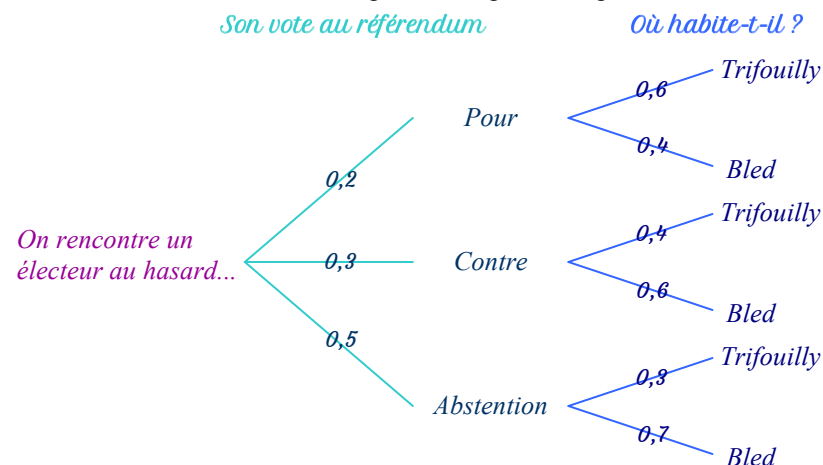 Son vote au référendum
Où habite-t-il ?
Trifouilly
0,6
Pour
0,4
Bled
0,2
Trifouilly
0,4
On rencontre un
électeur au hasard...
0,3
Contre
0,6
Bled
0,5
Trifouilly
0,3
Abstention
0,7
Bled